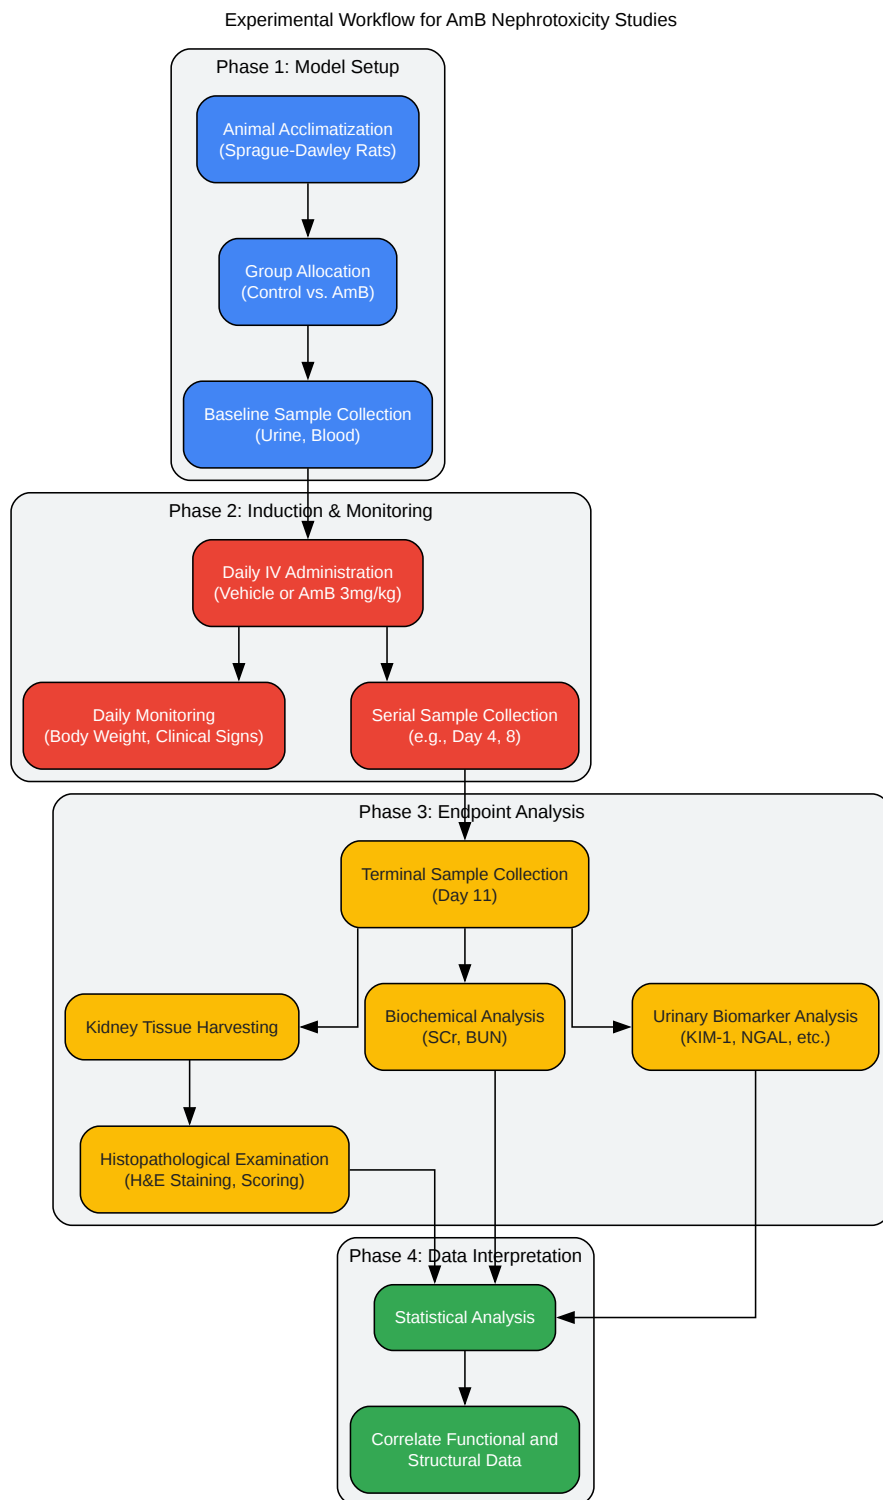 Experimental Workflow for AmB Nephrotoxicity Studies
Phase 1: Model Setup
Animal Acclimatization
(Sprague-Dawley Rats)
Group Allocation
(Control vs. AmB)
Baseline Sample Collection
(Urine, Blood)
Phase 2: Induction & Monitoring
Daily IV Administration
(Vehicle or AmB 3mg/kg)
Daily Monitoring
(Body Weight, Clinical Signs)
Serial Sample Collection
(e.g., Day 4, 8)
Phase 3: Endpoint Analysis
Terminal Sample Collection
(Day 11)
Kidney Tissue Harvesting
Biochemical Analysis
(SCr, BUN)
Urinary Biomarker Analysis
(KIM-1, NGAL, etc.)
Histopathological Examination
(H&E Staining, Scoring)
Phase 4: Data Interpretation
Statistical Analysis
Correlate Functional and
Structural Data